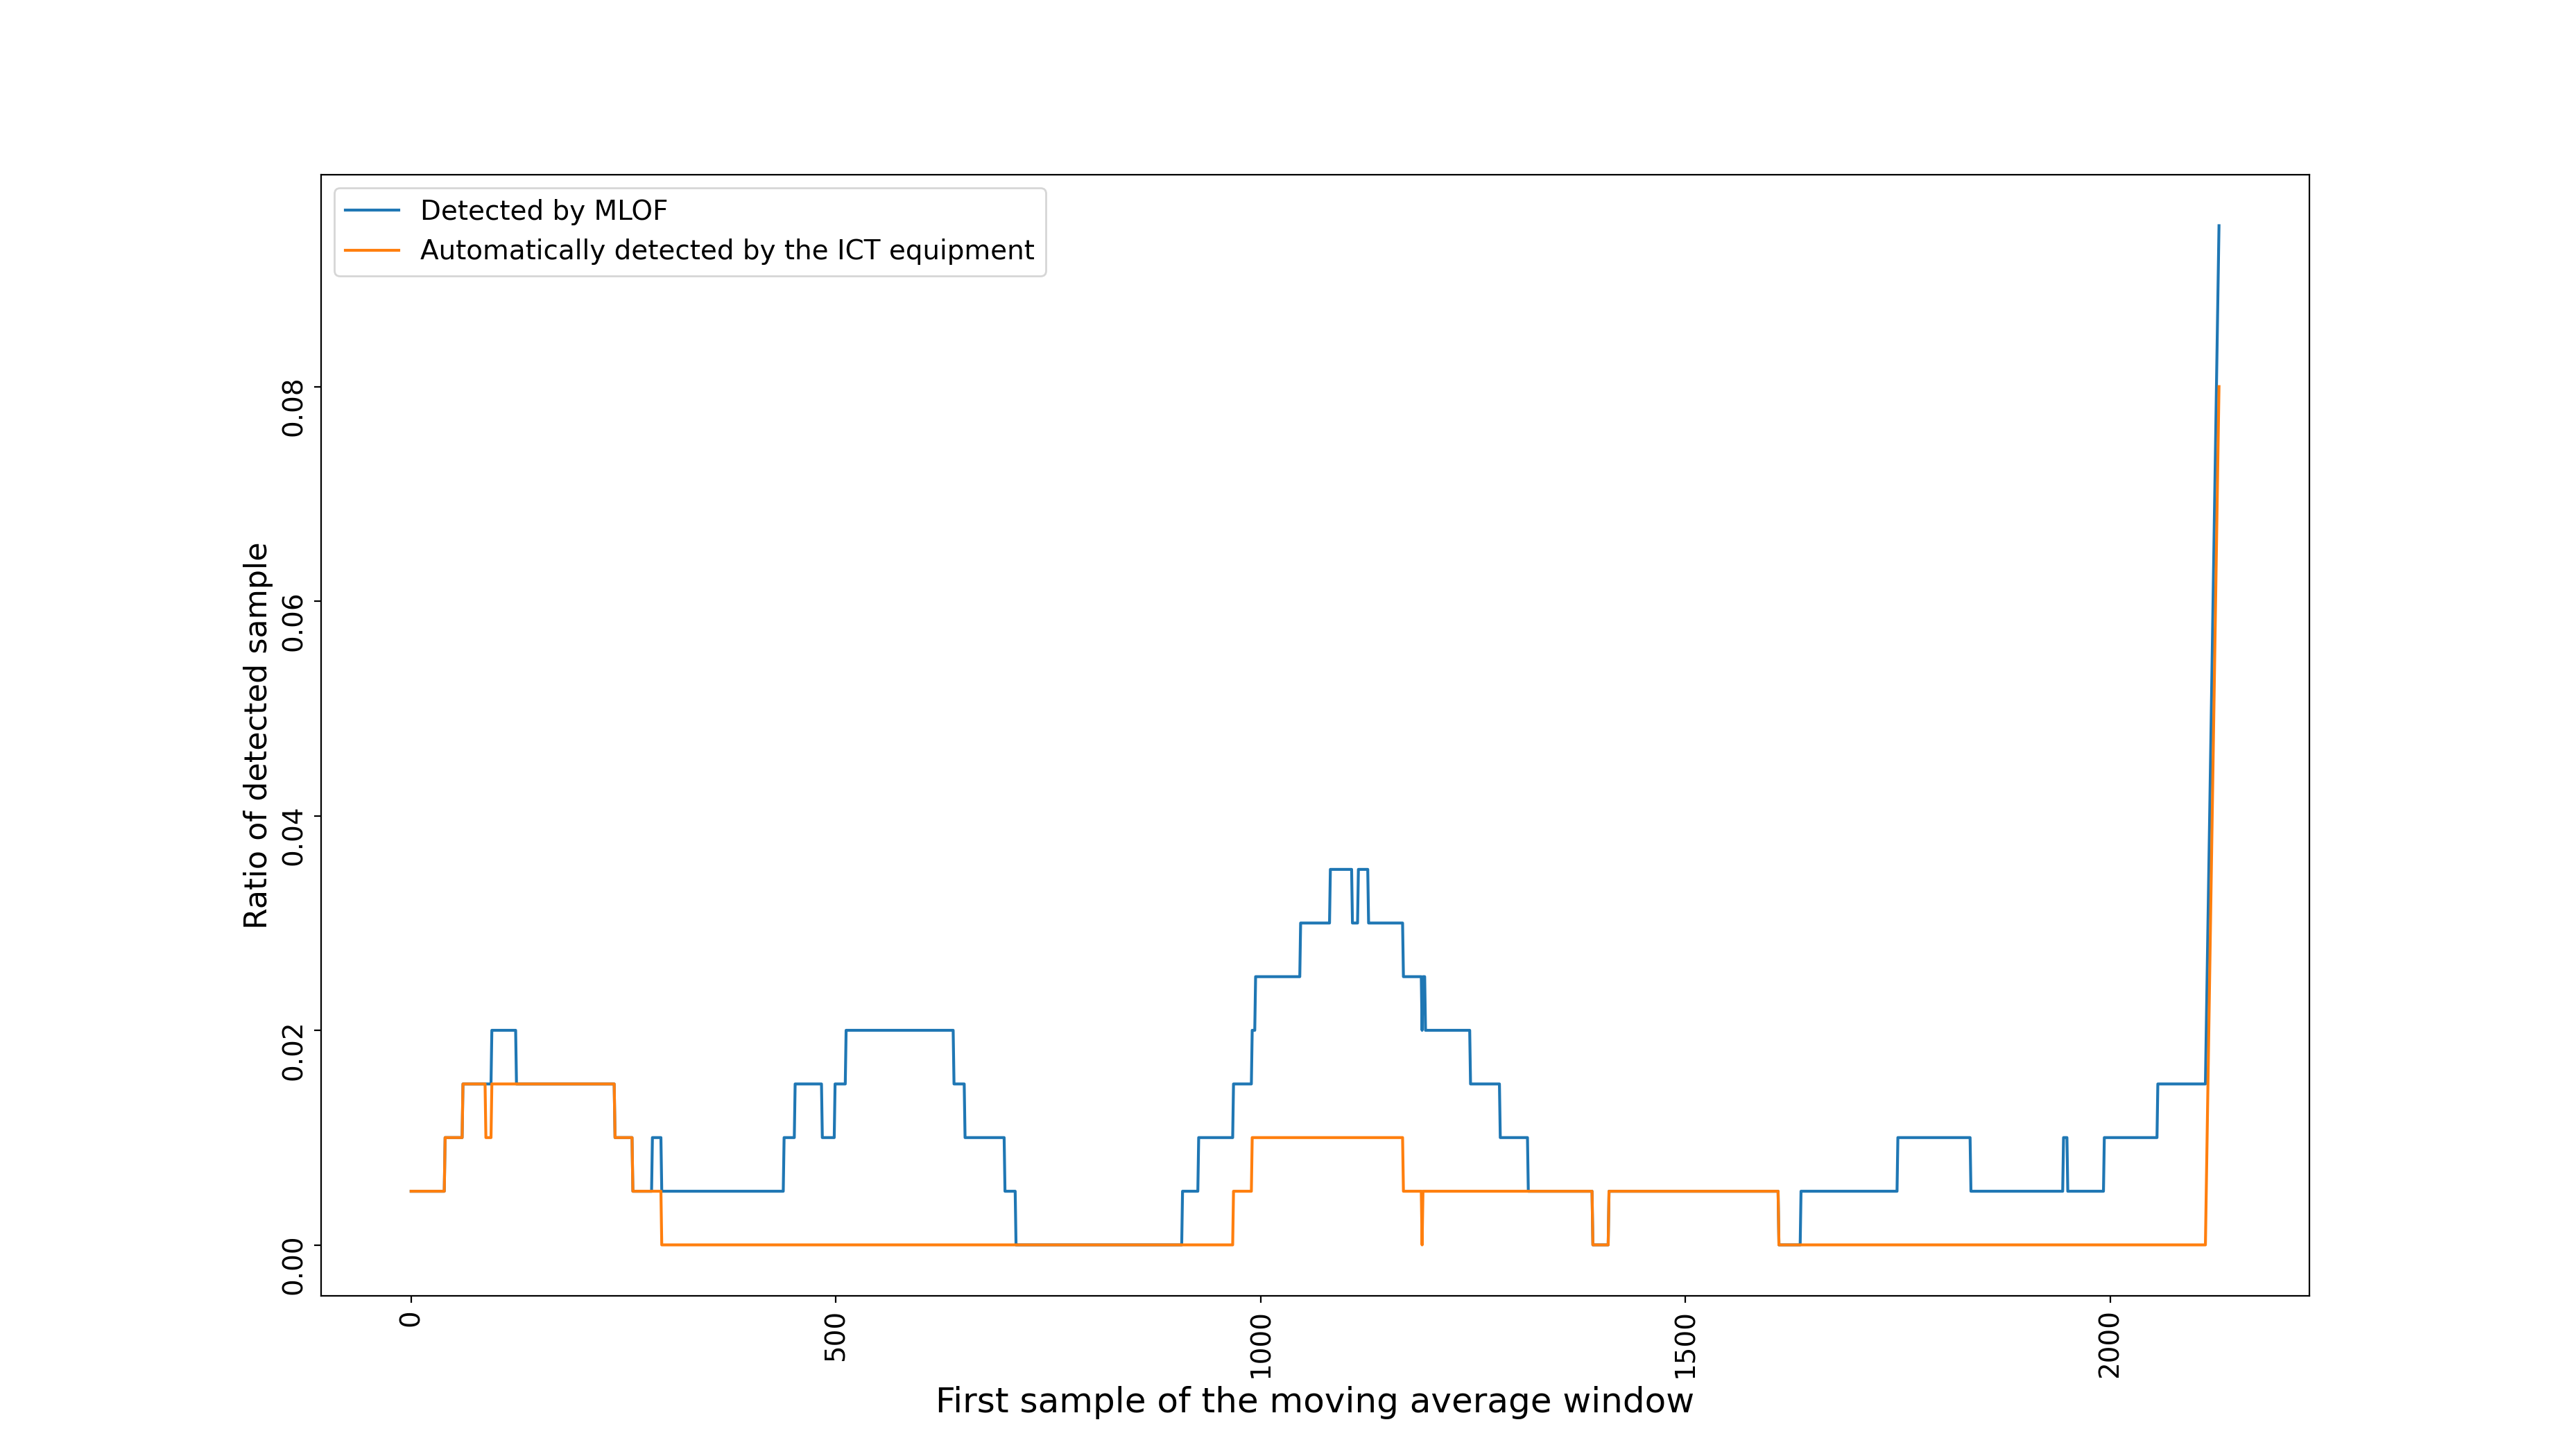 Detected by MLOF
Automatically detected by the ICT equipment
Ratio of detected sample
0.08
0.06
0.04
0.02
0.00
0
500
1000
1500
2000
First sample of the moving average window